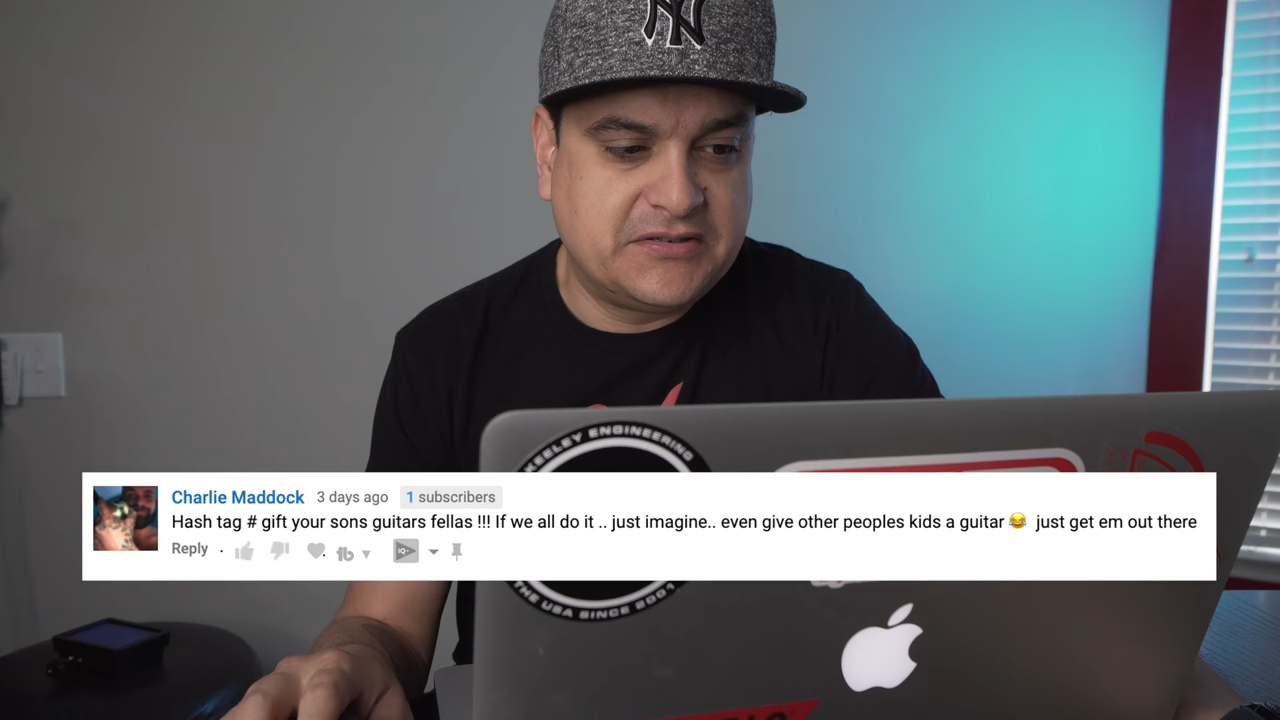 NY
KEELEY ENGINEERING
Charlie Maddock 3 days ago 1 subscribers
Hash tag # gift your sons guitars fellas !!! If we all do it .. just imagine.. even give other peoples kids a guitar 😂 just get em out there
Reply
THE USA SINCE 2001